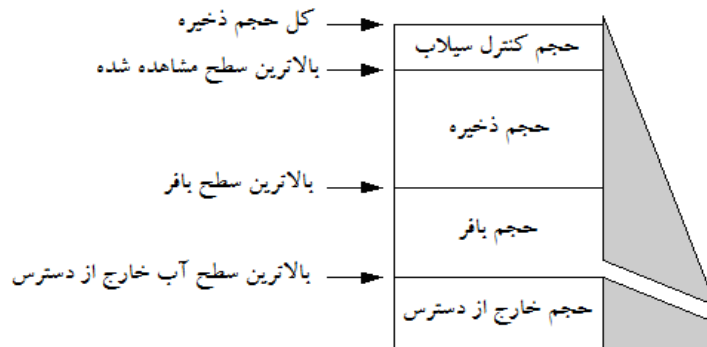 کل حجم ذخیره
حجم کنترل سیلاب
بالاترین سطح مشاهده شده
حجم ذخیره
بالاترین سطح بافر
حجم بافر
بالاترین سطح آب خارج از دسترس
حجم خارج از دسترس